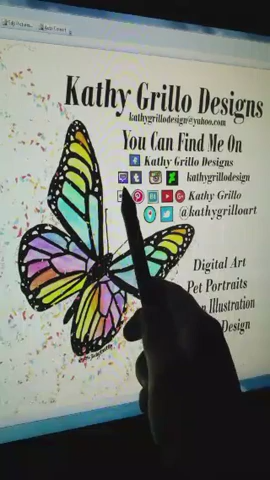 Kathy Grillo Designs
kathygrillodesign@yahoo.com
You Can Find Me On
Kathy Grillo Designs
kathygrillodesign
Kathy Grillo
@kathygrilloart
Digital Art
Pet Portraits
Illustration
Design